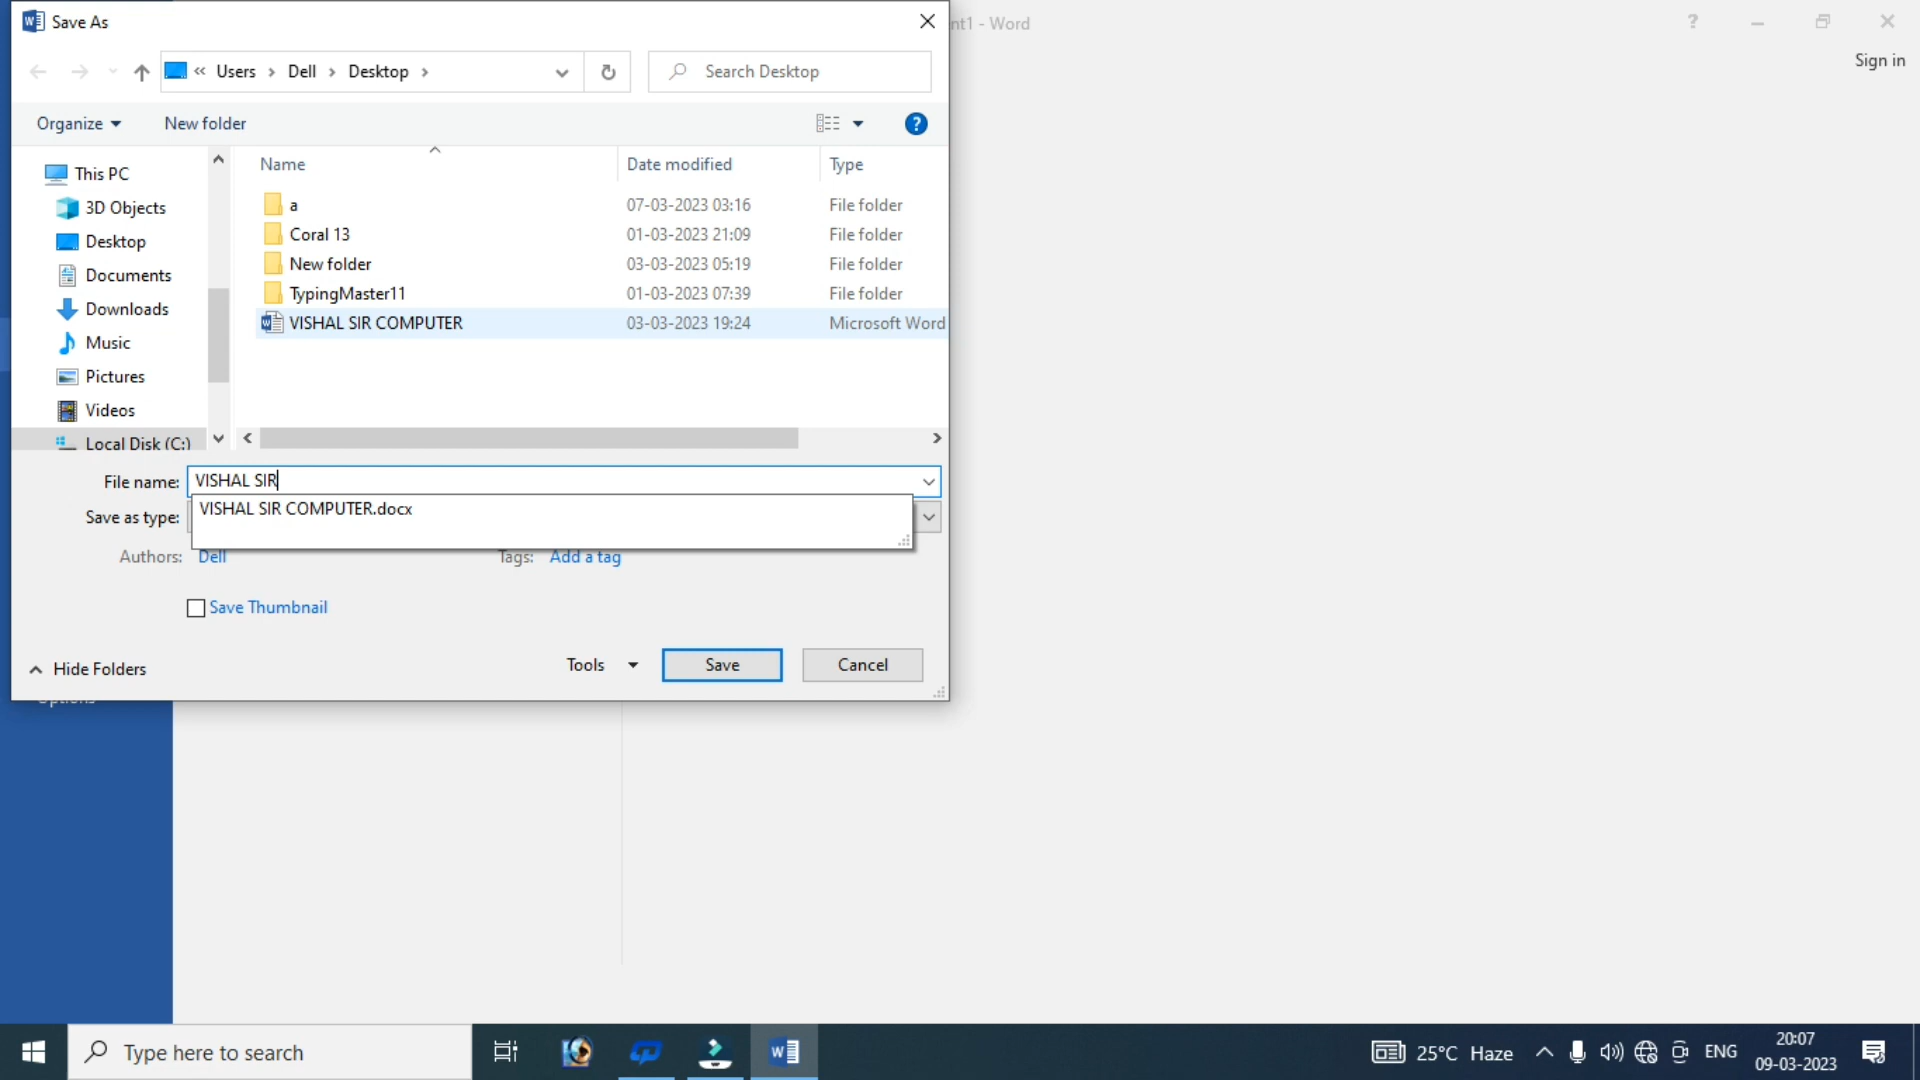 Save As
nt1 - Word
Sign in
« Users › Dell › Desktop ›
Search Desktop
Organize
New folder
Name Date modified Type
This PC
3D Objects
Desktop
Documents
Downloads
Music
Pictures
Videos
Local Disk (C:)
a 07-03-2023 03:16 File folder
Coral 13 01-03-2023 21:09 File folder
New folder 03-03-2023 05:19 File folder
TypingMaster11 01-03-2023 07:39 File folder
VISHAL SIR COMPUTER 03-03-2023 19:24 Microsoft Word
File name: VISHAL SIR
VISHAL SIR COMPUTER.docx
Save as type:
Authors: Dell Tags: Add a tag
Save Thumbnail
Hide Folders
Tools Save Cancel
Options
Type here to search
25°C Haze
ENG
20:07
09-03-2023